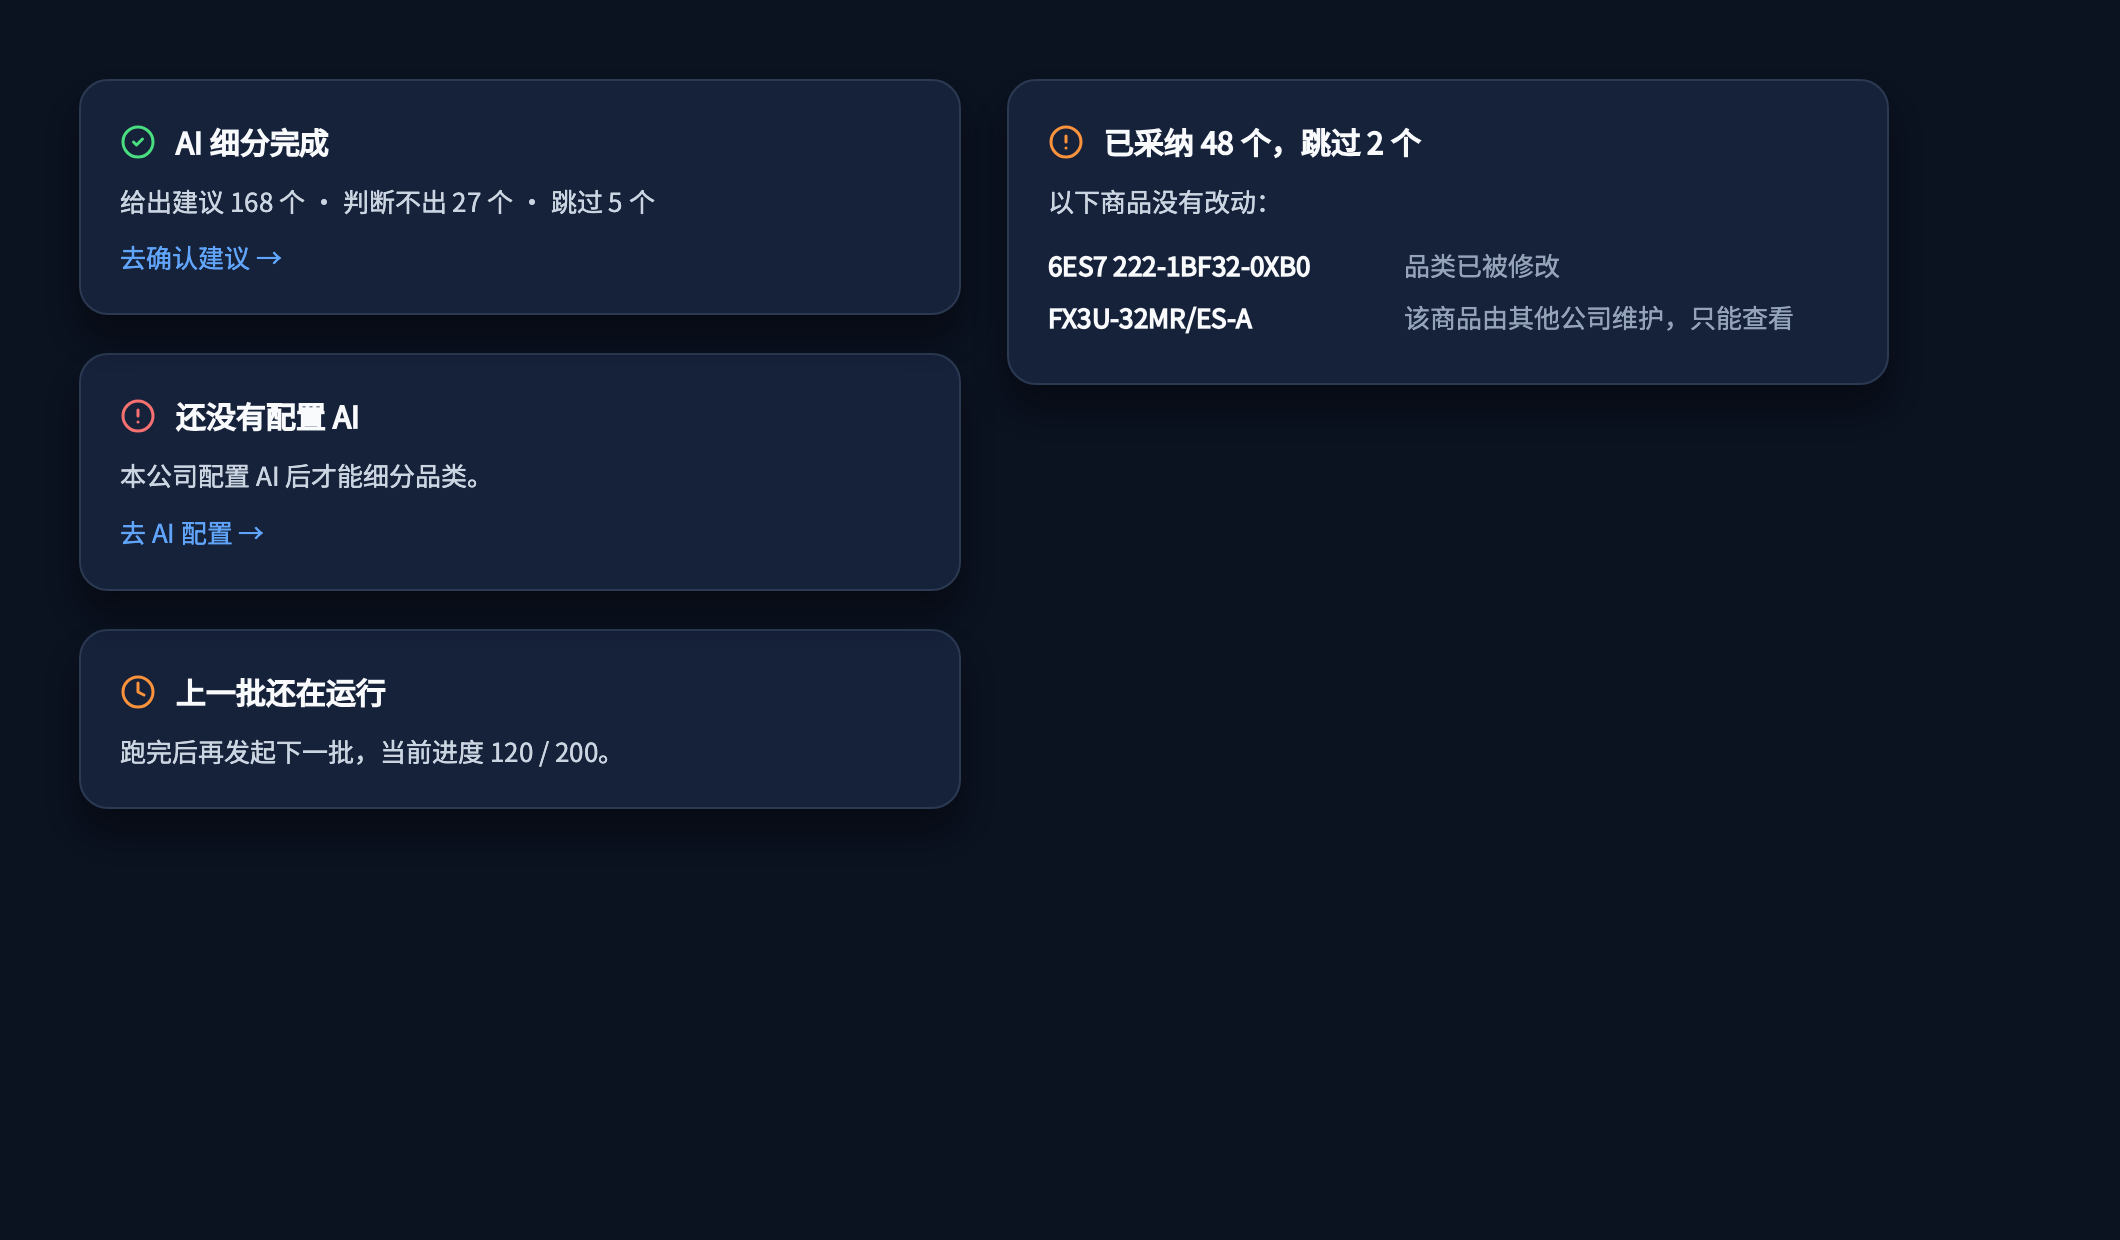 AI 细分完成
给出建议 168 个 · 判断不出 27 个 · 跳过 5 个
去确认建议 →
还没有配置 AI
本公司配置 AI 后才能细分品类。
去 AI 配置 →
上一批还在运行
跑完后再发起下一批，当前进度 120 / 200。
已采纳 48 个，跳过 2 个
以下商品没有改动：
6ES7 222-1BF32-0XB0 品类已被修改
FX3U-32MR/ES-A 该商品由其他公司维护，只能查看